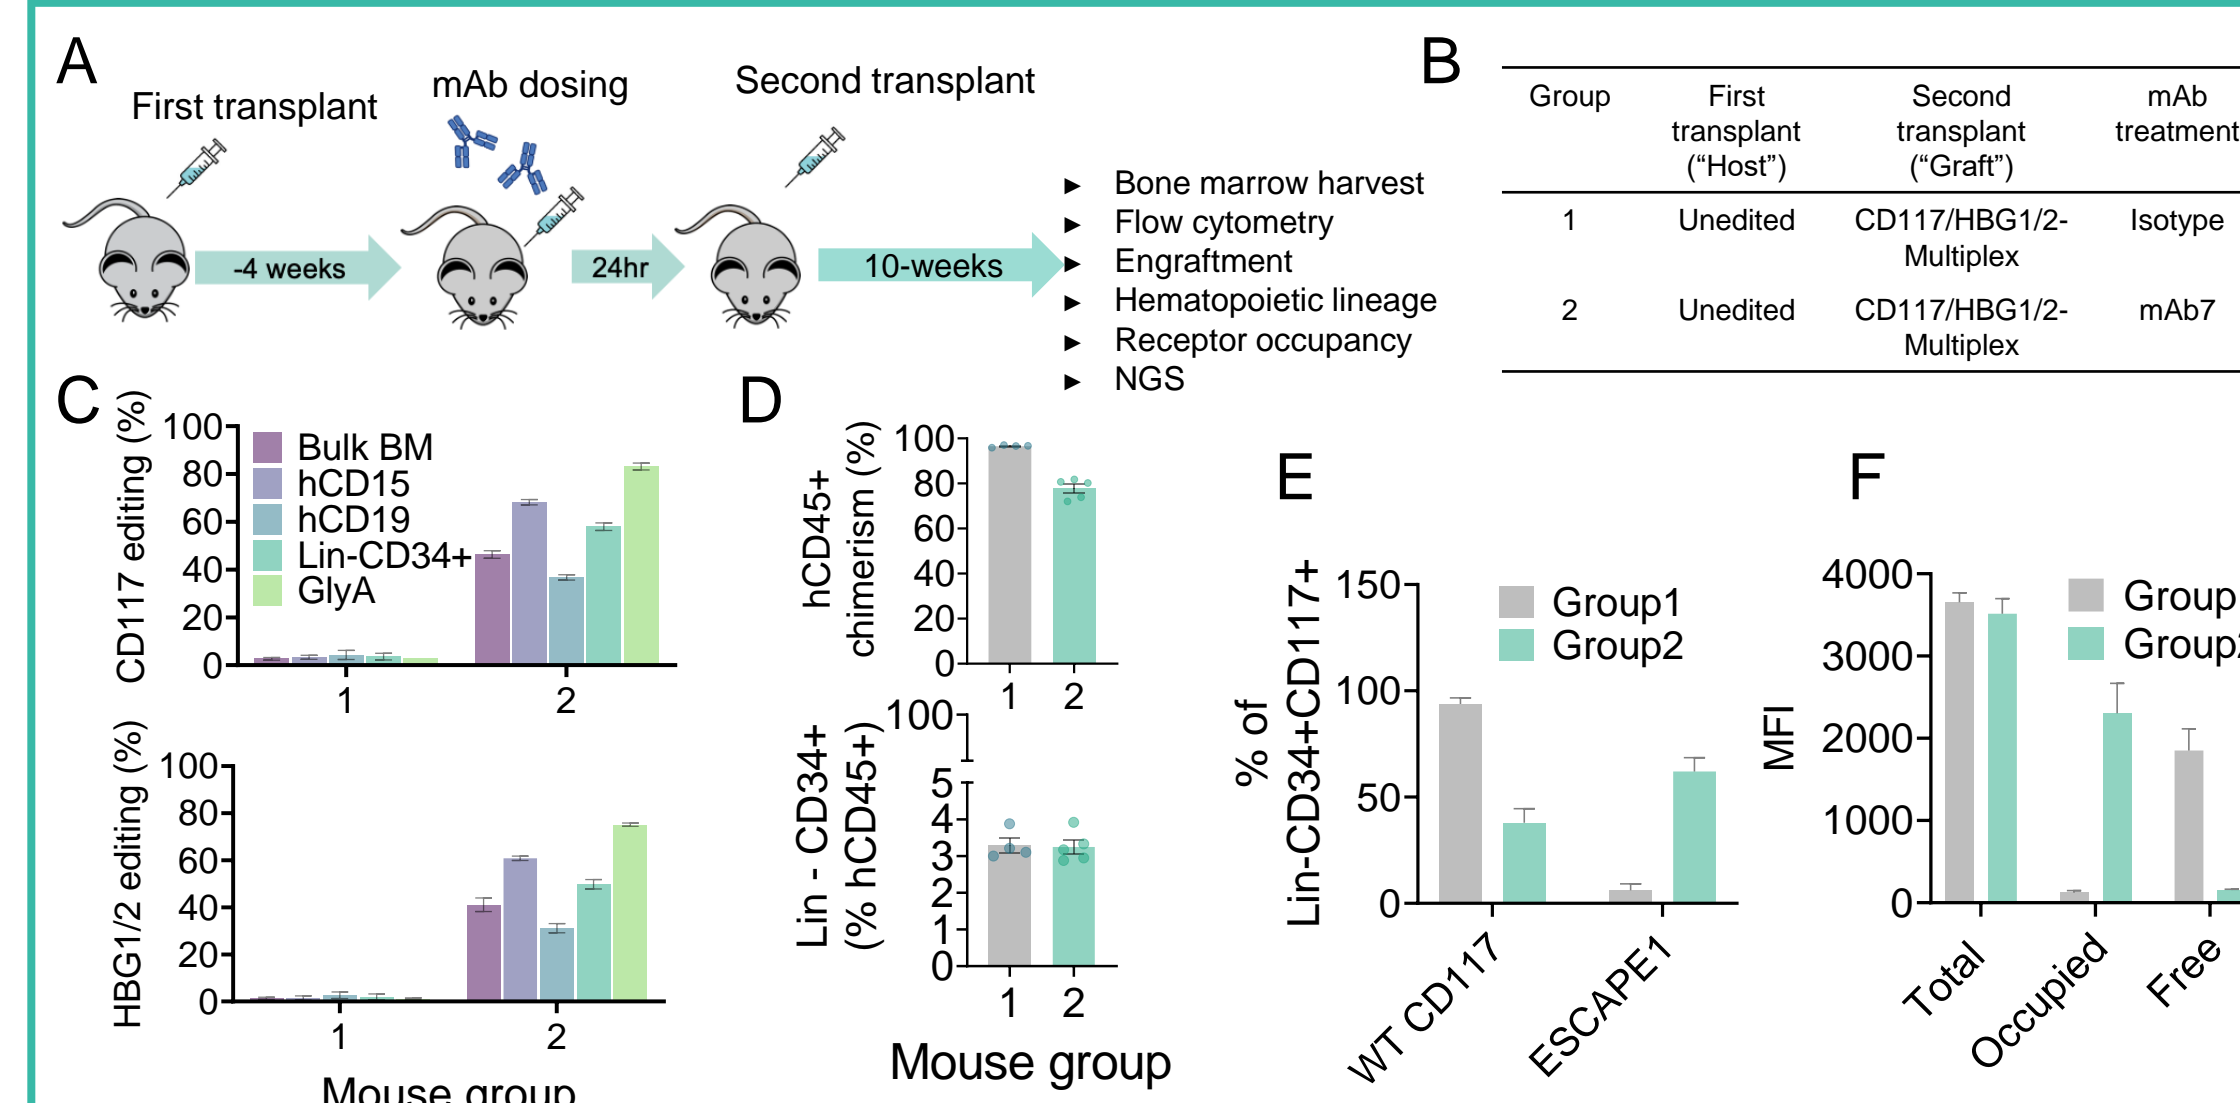 A
First transplant
mAb dosing
Second transplant
-4 weeks
24hr
10-weeks
► Bone marrow harvest
► Flow cytometry
► Engraftment
► Hematopoietic lineage
► Receptor occupancy
► NGS
B
Group First transplant (“Host”) Second transplant (“Graft”) mAb treatment
1 Unedited CD117/HBG1/2-Multiplex Isotype
2 Unedited CD117/HBG1/2-Multiplex mAb7
C
CD117 editing (%)
100
80
60
40
20
0
Bulk BM
hCD15
hCD19
Lin-CD34+
GlyA
1 2
HBG1/2 editing (%)
100
80
60
40
20
0
1 2
Mouse group
D
hCD45+
chimerism (%)
100
80
60
40
20
0
1 2
Lin - CD34+
(% hCD45+)
100
5
4
3
2
1
0
1 2
Mouse group
E
% of
Lin-CD34+CD117+
150
100
50
0
Group1
Group2
WT CD117
ESCAPE1
F
MFI
4000
3000
2000
1000
0
Group
Group2
Total
Occupied
Free